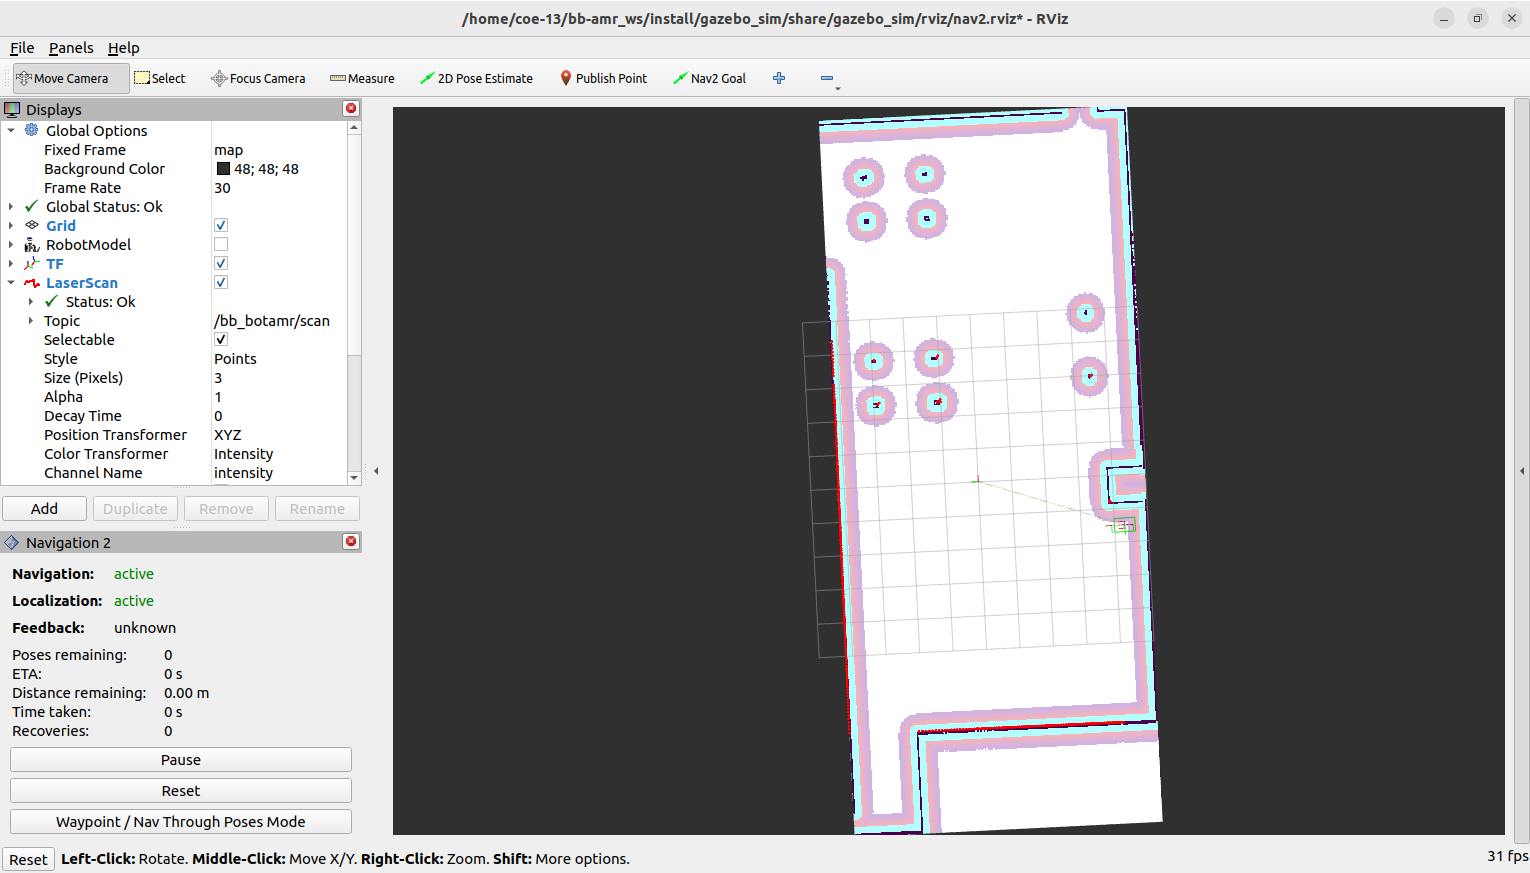 /home/coe-13/bb-amr_ws/install/gazebo_sim/share/gazebo_sim/rviz/nav2.rviz* - RViz
File Panels Help
Move Camera Select Focus Camera Measure 2D Pose Estimate Publish Point Nav2 Goal
Displays
Global Options
Fixed Frame map
Background Color 48; 48; 48
Frame Rate 30
Global Status: Ok
Grid
RobotModel
TF
LaserScan
Status: Ok
Topic /bb_botamr/scan
Selectable
Style Points
Size (Pixels) 3
Alpha 1
Decay Time 0
Position Transformer XYZ
Color Transformer Intensity
Channel Name intensity
Add Duplicate Remove Rename
Navigation 2
Navigation: active
Localization: active
Feedback: unknown
Poses remaining: 0
ETA: 0 s
Distance remaining: 0.00 m
Time taken: 0 s
Recoveries: 0
Pause
Reset
Waypoint / Nav Through Poses Mode
Reset Left-Click: Rotate. Middle-Click: Move X/Y. Right-Click: Zoom. Shift: More options. 31 fps